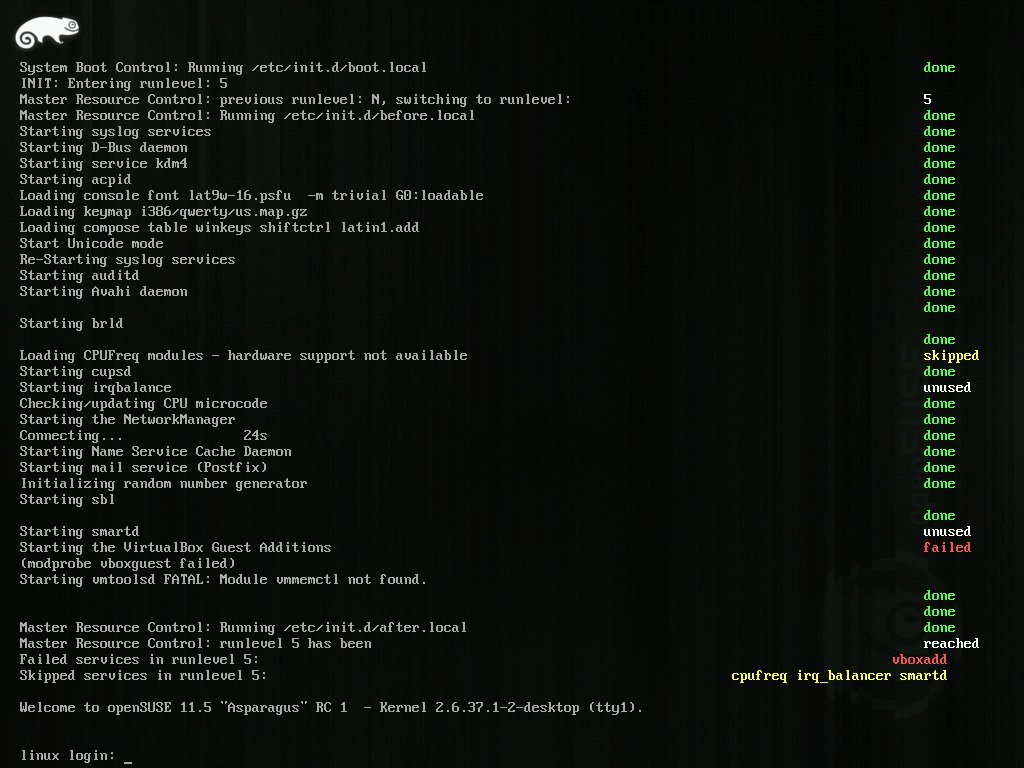 System Boot Control: Running /etc/init.d/boot.local done
INIT: Entering runlevel: 5
Master Resource Control: previous runlevel: N, switching to runlevel: 5
Master Resource Control: Running /etc/init.d/before.local done
Starting syslog services done
Starting D-Bus daemon done
Starting service kdm4 done
Starting acpid done
Loading console font lat9w-16.psfu  -m trivial G0:loadable done
Loading keymap i386/qwerty/us.map.gz done
Loading compose table winkeys shiftctrl latin1.add done
Start Unicode mode done
Re-Starting syslog services done
Starting auditd done
Starting Avahi daemon done
done
Starting brld
done
Loading CPUFreq modules - hardware support not available skipped
Starting cupsd done
Starting irqbalance unused
Checking/updating CPU microcode done
Starting the NetworkManager done
Connecting... 24s done
Starting Name Service Cache Daemon done
Starting mail service (Postfix) done
Initializing random number generator done
Starting sbl
done
Starting smartd unused
Starting the VirtualBox Guest Additions failed
(modprobe vboxguest failed)
Starting vmtoolsd FATAL: Module vmmemctl not found.
done
done
Master Resource Control: Running /etc/init.d/after.local done
Master Resource Control: runlevel 5 has been reached
Failed services in runlevel 5: vboxadd
Skipped services in runlevel 5: cpufreq irq_balancer smartd
Welcome to openSUSE 11.5 "Asparagus" RC 1  - Kernel 2.6.37.1-2-desktop (tty1).
linux login: _